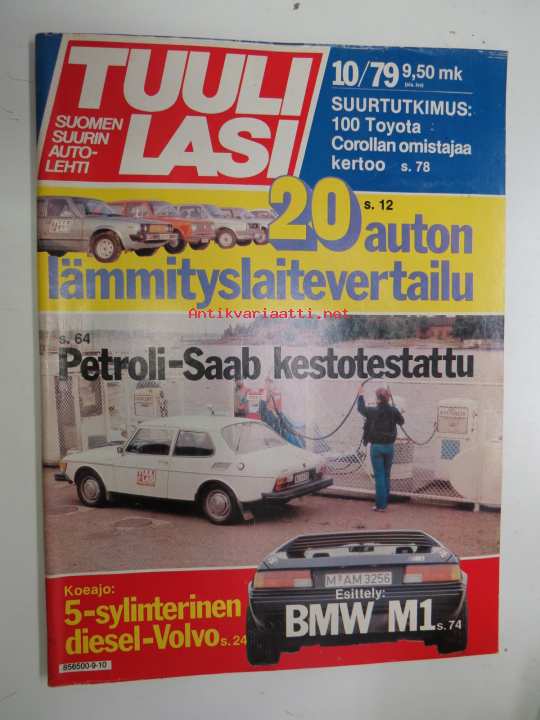 TUULI
LASI
SUOMEN
SUURIN
AUTO-
LEHTI
10/79 9,50 mk
SUURTUTKIMUS:
100 Toyota
Corollan omistajaa
kertoo s. 78
20 s. 12
auton
lämmityslaitevertailu
Antikvariaatti.net
s. 64
Petroli-Saab kestotestattu
TUULI
LASI
M AM 3256
Koeajo:
5-sylinterinen
diesel-Volvo s. 24
Esittely:
BMW M1 s. 74
856500-9-10